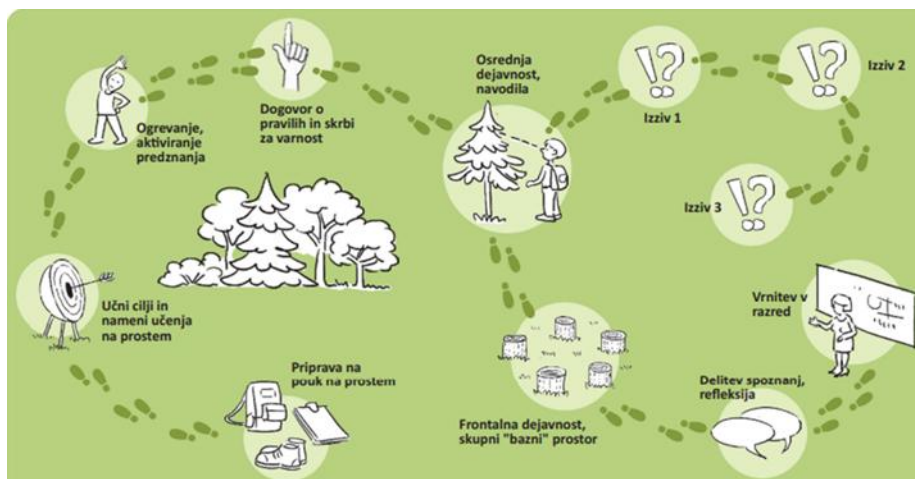 Priprava na
pouk na prostem
Učni cilji in
nameni učenja
na prostem
Ogrevanje,
aktiviranje
predznanja
Dogovor o
pravilih in skrbi
za varnost
Osrednja
dejavnost,
navodila
!?
Izziv 1
!?
Izziv 2
!?
Izziv 3
Frontalna dejavnost,
skupni "bazni" prostor
Delitev spoznanj,
refleksija
Vrnitev v
razred